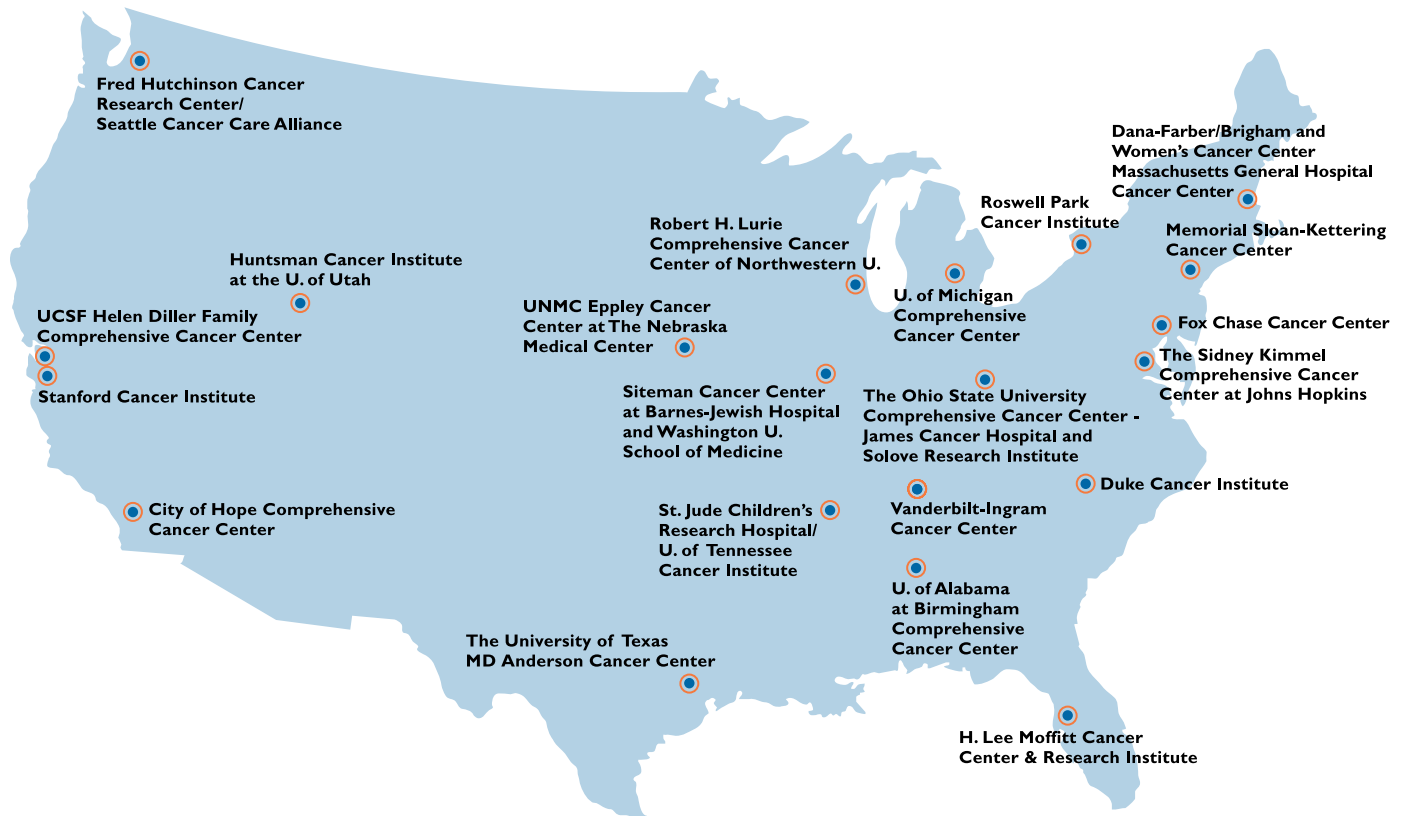 Fred Hutchinson Cancer
Research Center/
Seattle Cancer Care Alliance
Dana-Farber/Brigham and
Women's Cancer Center
Massachusetts General Hospital
Cancer Center
Roswell Park
Cancer Institute
Memorial Sloan-Kettering
Cancer Center
Robert H. Lurie
Comprehensive Cancer
Center of Northwestern U.
Huntsman Cancer Institute
at the U. of Utah
U. of Michigan
Comprehensive
Cancer Center
UNMC Eppley Cancer
Center at The Nebraska
Medical Center
UCSF Helen Diller Family
Comprehensive Cancer Center
Fox Chase Cancer Center
The Sidney Kimmel
Comprehensive Cancer
Center at Johns Hopkins
Stanford Cancer Institute
Siteman Cancer Center
at Barnes-Jewish Hospital
and Washington U.
School of Medicine
The Ohio State University
Comprehensive Cancer Center -
James Cancer Hospital and
Solove Research Institute
Duke Cancer Institute
City of Hope Comprehensive
Cancer Center
St. Jude Children's
Research Hospital/
U. of Tennessee
Cancer Institute
Vanderbilt-Ingram
Cancer Center
U. of Alabama
at Birmingham
Comprehensive
Cancer Center
The University of Texas
MD Anderson Cancer Center
H. Lee Moffitt Cancer
Center & Research Institute